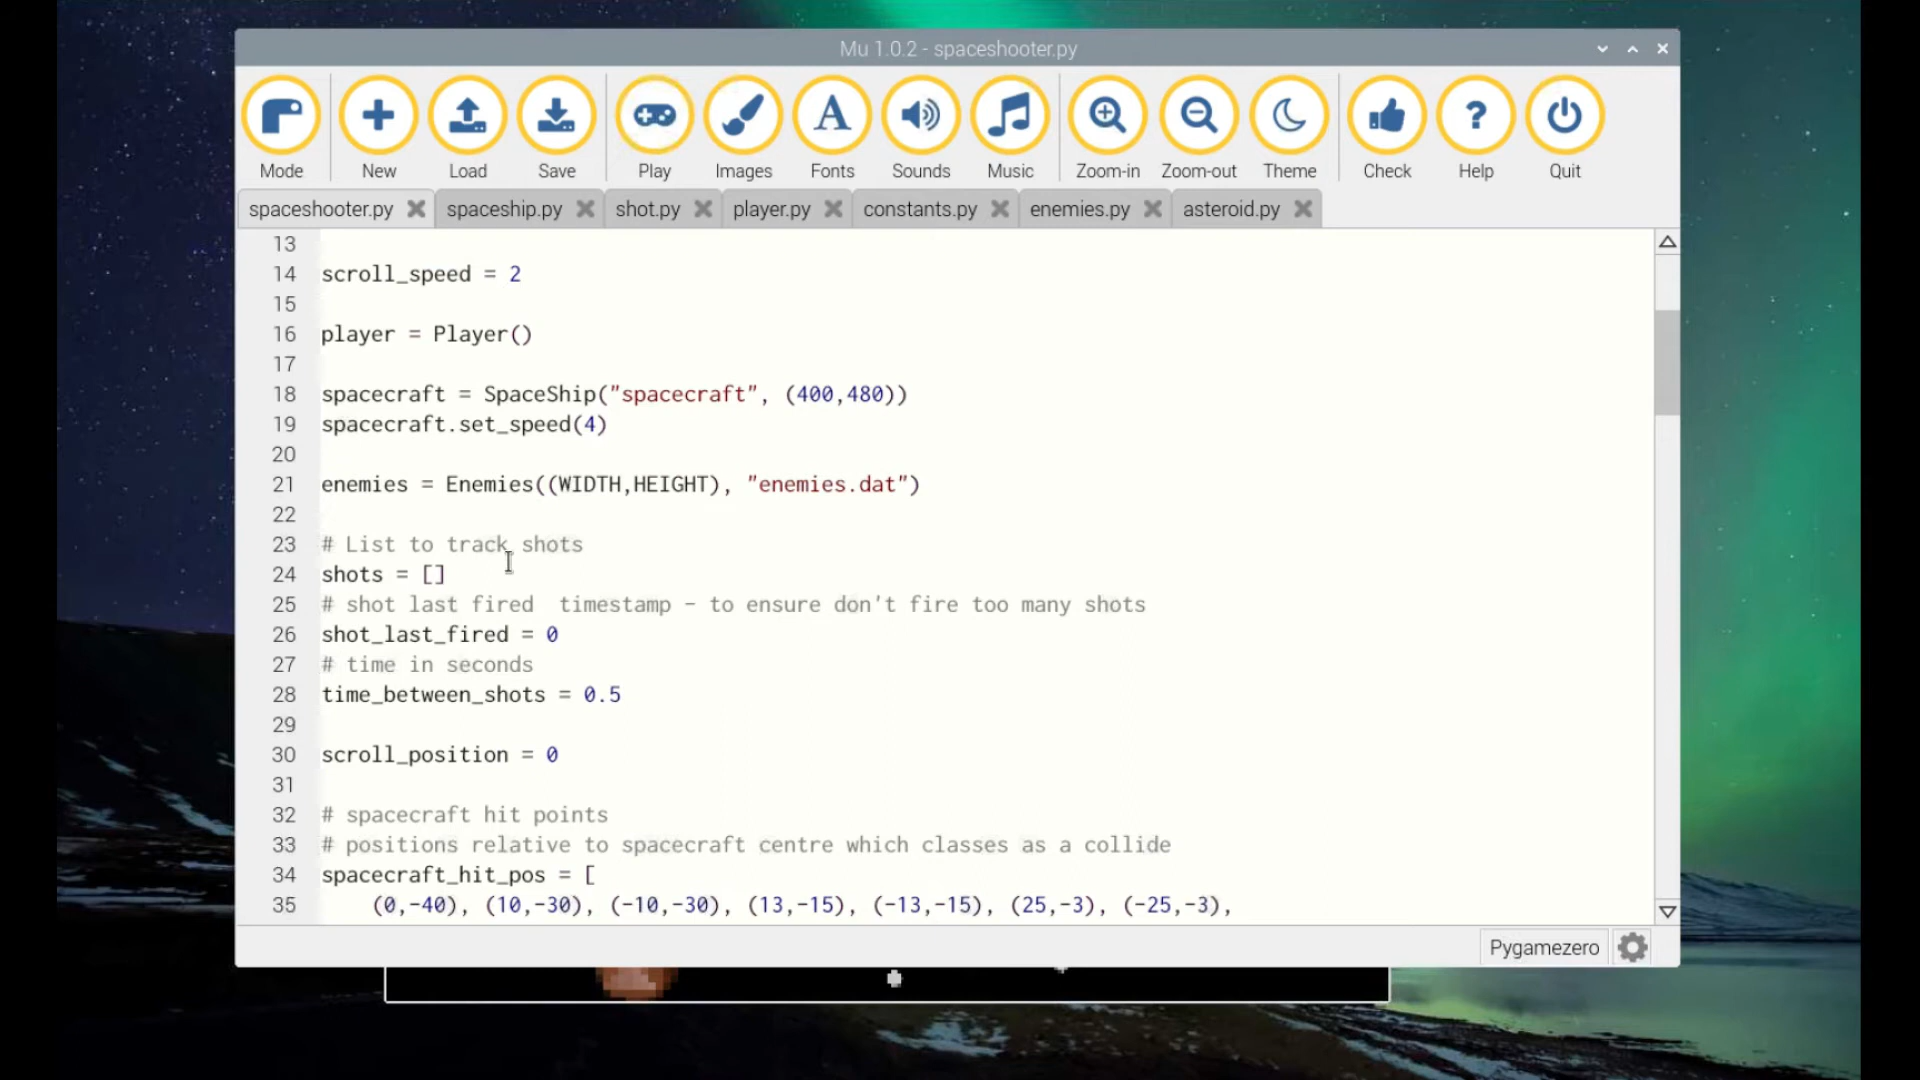 Mu 1.0.2 - spaceshooter.py
Mode New Load Save Play Images Fonts Sounds Music Zoom-in Zoom-out Theme Check Help Quit
spaceshooter.py spaceship.py shot.py player.py constants.py enemies.py asteroid.py
13
14 scroll_speed = 2
15
16 player = Player()
17
18 spacecraft = SpaceShip("spacecraft", (400,480))
19 spacecraft.set_speed(4)
20
21 enemies = Enemies((WIDTH,HEIGHT), "enemies.dat")
22
23 # List to track shots
24 shots = []
25 # shot last fired  timestamp - to ensure don't fire too many shots
26 shot_last_fired = 0
27 # time in seconds
28 time_between_shots = 0.5
29
30 scroll_position = 0
31
32 # spacecraft hit points
33 # positions relative to spacecraft centre which classes as a collide
34 spacecraft_hit_pos = [
35     (0,-40), (10,-30), (-10,-30), (13,-15), (-13,-15), (25,-3), (-25,-3),
Pygamezero